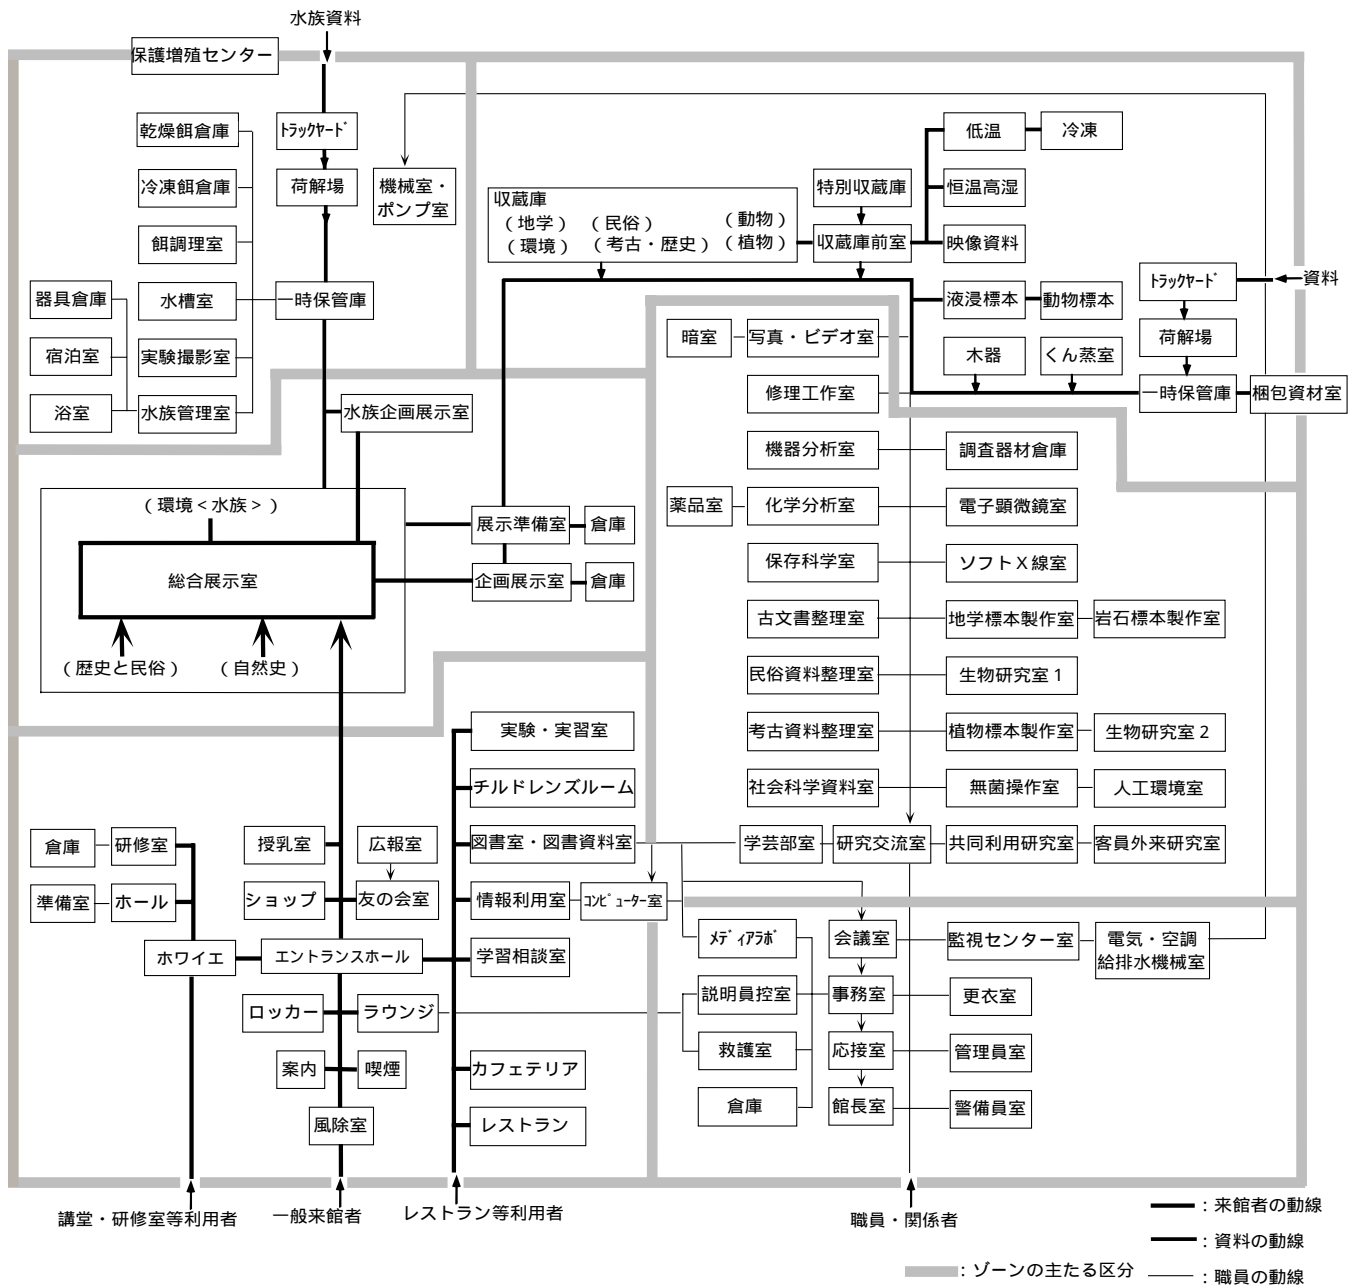 水族資料
保護増殖センター
乾燥餌倉庫
トラックヤード
低温
冷凍
冷凍餌倉庫
荷解場
機械室・
ポンプ室
収蔵庫
(地学)
(民俗)
(動物)
(環境)
(考古・歴史)
(植物)
特別収蔵庫
恒温高湿
餌調理室
収蔵庫前室
映像資料
トラックヤード
資料
器具倉庫
水槽室
一時保管庫
液浸標本
動物標本
宿泊室
実験撮影室
暗室
写真・ビデオ室
木器
くん蒸室
荷解場
浴室
水族管理室
水族企画展示室
修理工作室
一時保管庫
梱包資材室
機器分析室
調査器材倉庫
(環境<水族>)
展示準備室
倉庫
薬品室
化学分析室
電子顕微鏡室
総合展示室
企画展示室
倉庫
保存科学室
ソフトX線室
古文書整理室
地学標本製作室
岩石標本製作室
(歴史と民俗)
(自然史)
民俗資料整理室
生物研究室1
実験・実習室
考古資料整理室
植物標本製作室
生物研究室2
チルドレンズルーム
社会科学資料室
無菌操作室
人工環境室
倉庫
研修室
授乳室
広報室
図書室・図書資料室
学芸部室
研究交流室
共同利用研究室
客員外来研究室
準備室
ホール
ショップ
友の会室
情報利用室
コンピューター室
ホワイエ
エントランスホール
学習相談室
メディアラボ
会議室
監視センター室
電気・空調
給排水機械室
ロッカー
ラウンジ
説明員控室
事務室
更衣室
案内
喫煙
カフェテリア
救護室
応接室
管理員室
風除室
レストラン
倉庫
館長室
警備員室
講堂・研修室等利用者
一般来館者
レストラン等利用者
職員・関係者
:来館者の動線
:資料の動線
:ゾーンの主たる区分
:職員の動線